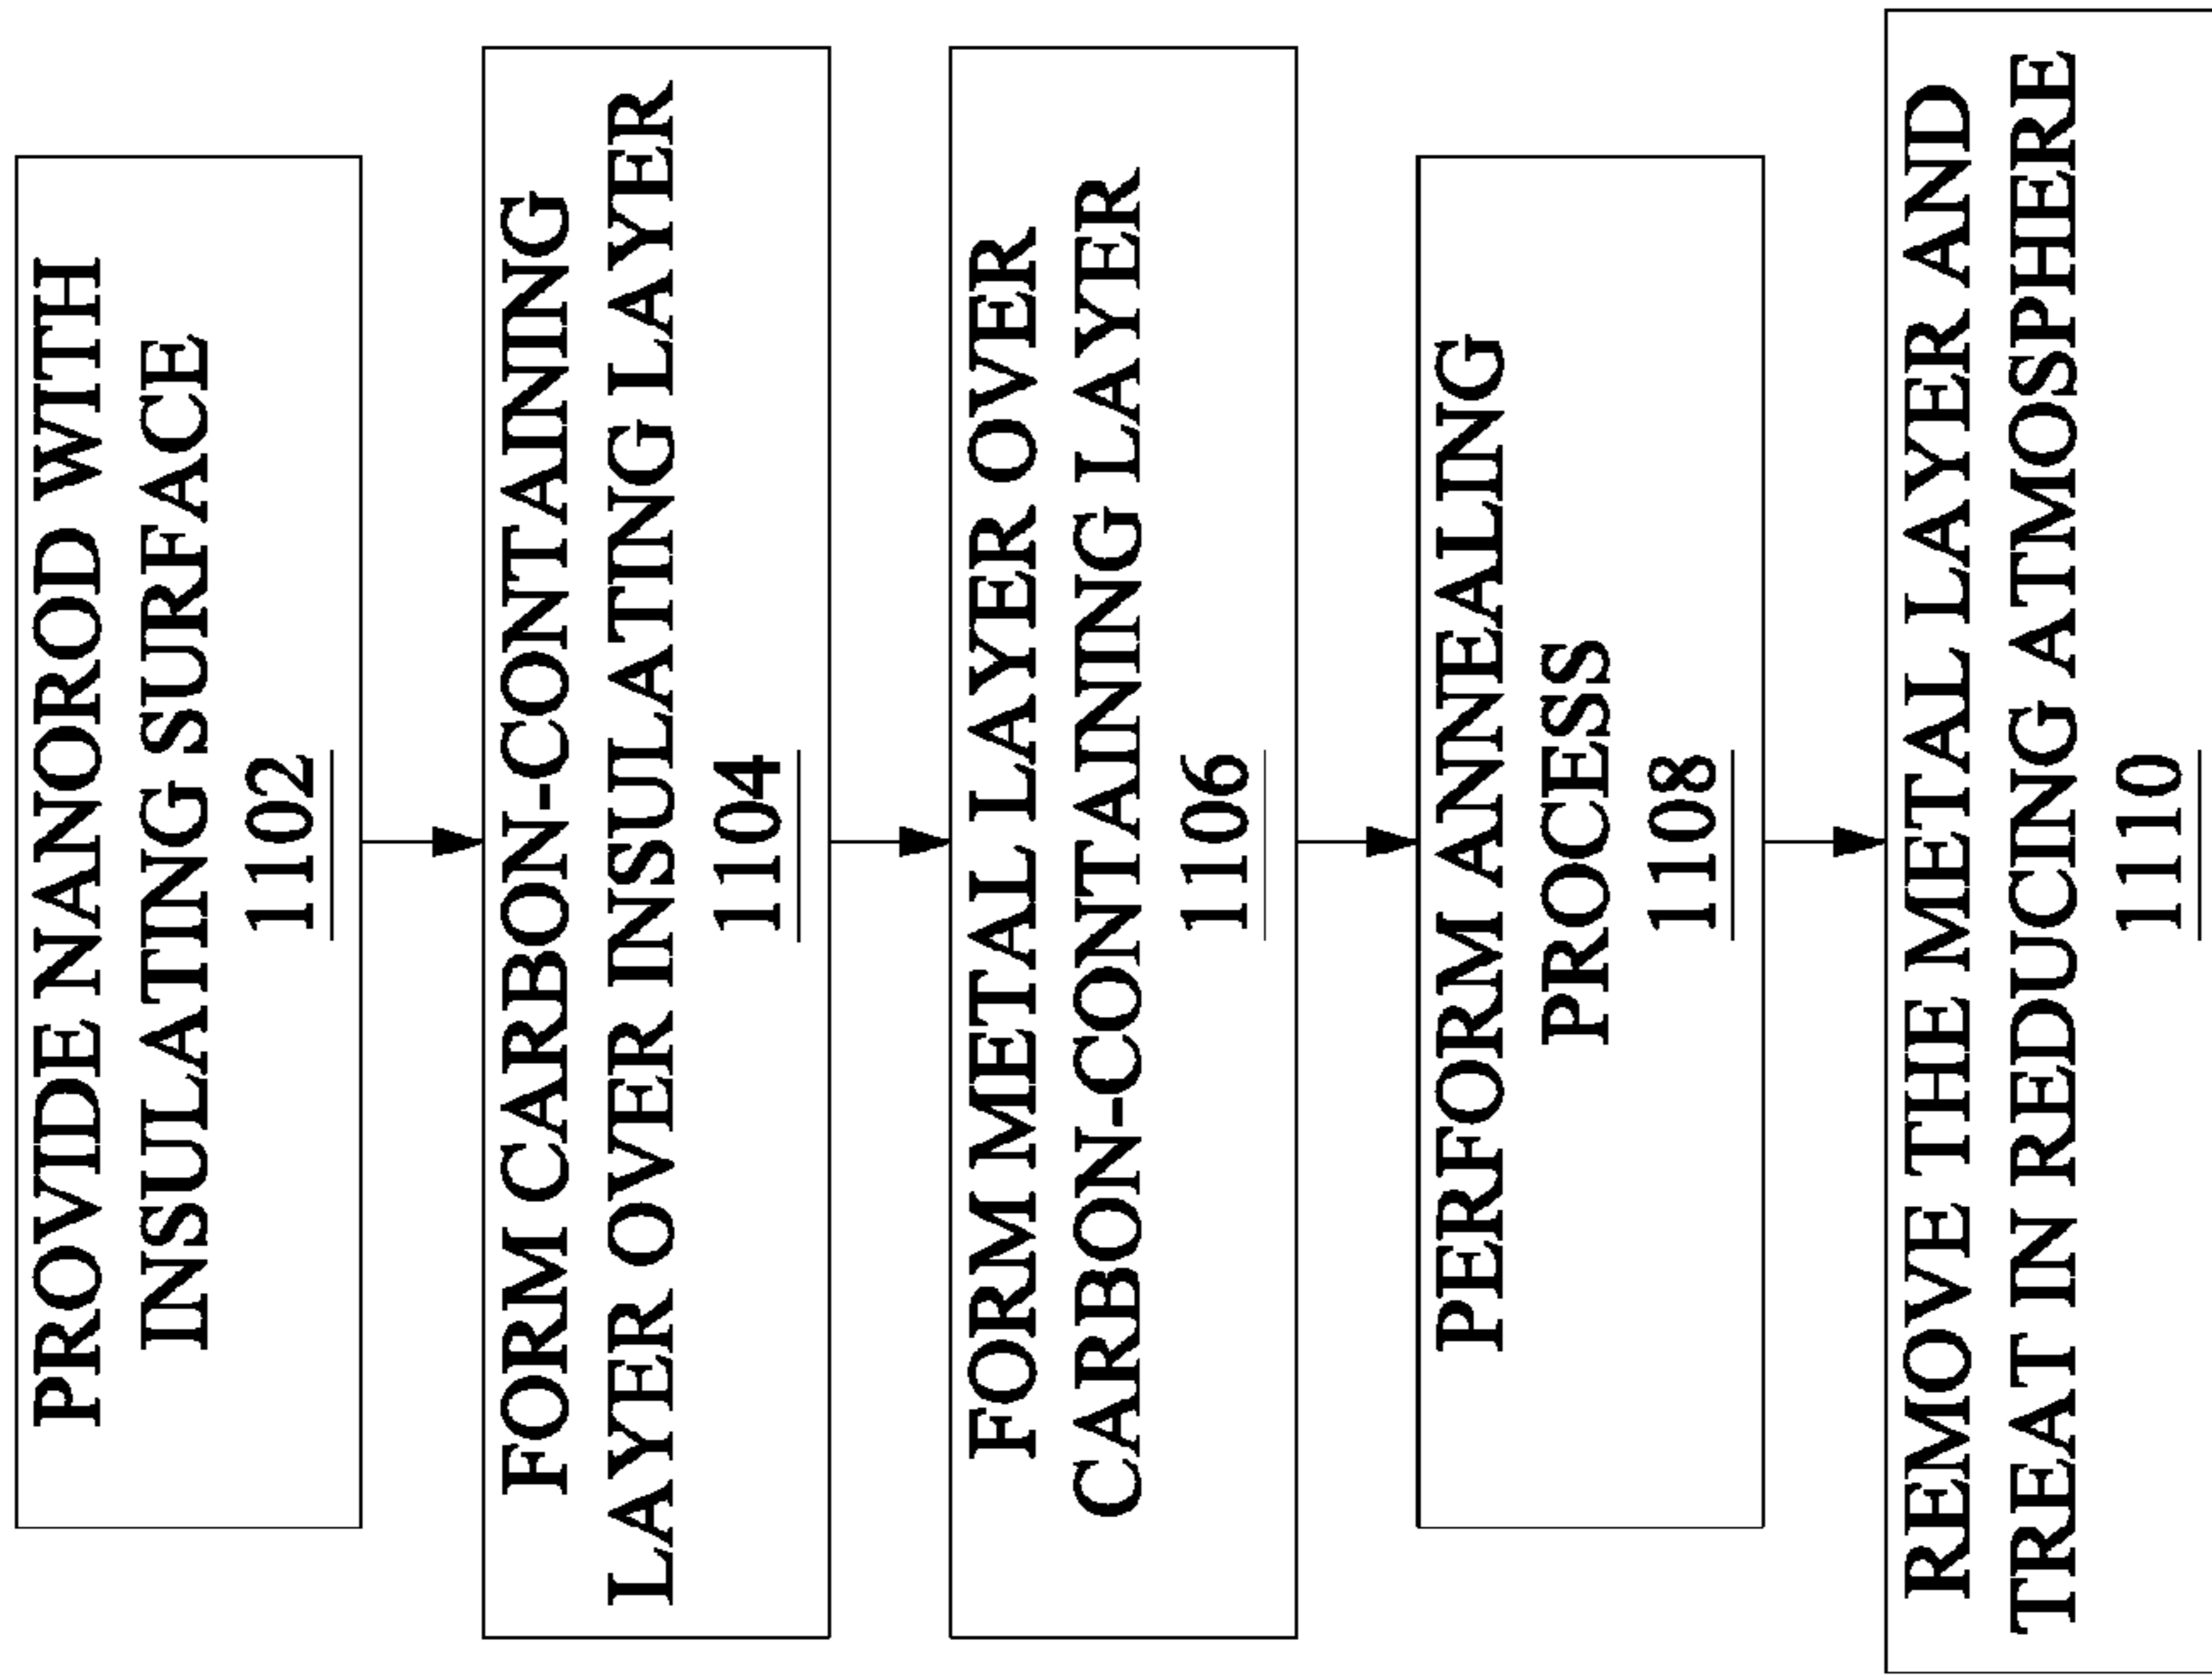 PROVIDE NANOROD WITH
INSULATING SURFACE
1102
FORM CARBON-CONTAINING
LAYER OVER INSULATING LAYER
1104
FORM METAL LAYER OVER
CARBON-CONTAINING LAYER
1106
PERFORM ANNEALING
PROCESS
1108
REMOVE THE METAL LAYER AND
TREAT IN REDUCING ATMOSPHERE
1110